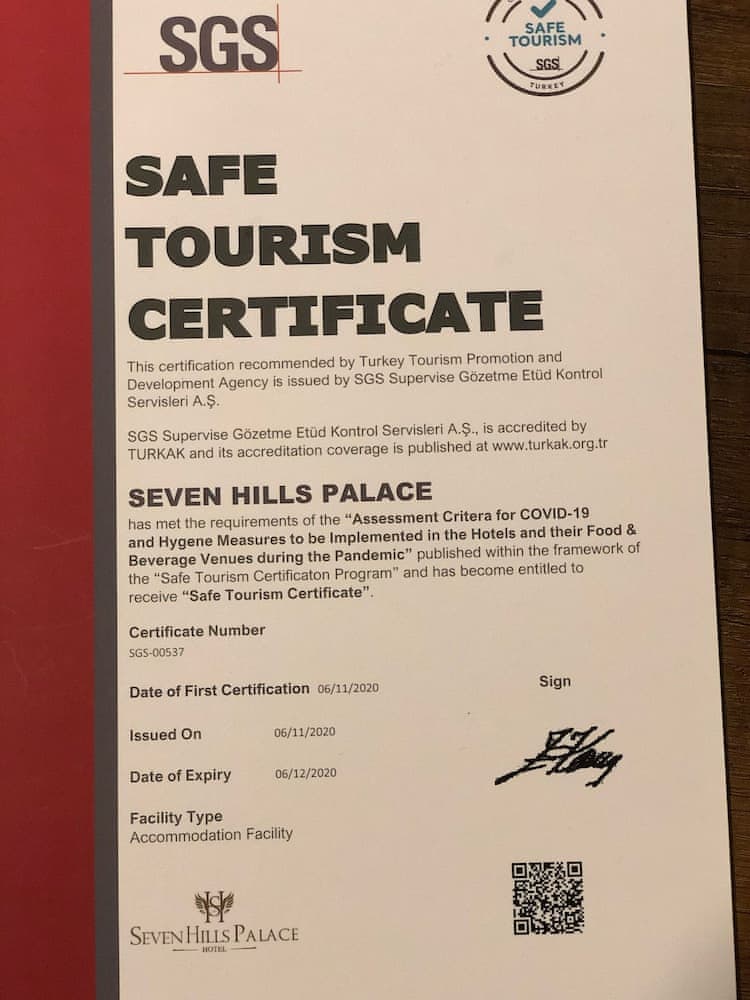 SGS
SAFE
TOURISM
SGS
TURKEY
SAFE
TOURISM
CERTIFICATE
This certification recommended by Turkey Tourism Promotion and
Development Agency is issued by SGS Supervise Gözetme Etüd Kontrol
Servisleri A.Ş.
SGS Supervise Gözetme Etüd Kontrol Servisleri A.Ş., is accredited by
TURKAK and its accreditation coverage is published at www.turkak.org.tr
SEVEN HILLS PALACE
has met the requirements of the “Assessment Critera for COVID-19
and Hygene Measures to be Implemented in the Hotels and their Food &
Beverage Venues during the Pandemic” published within the framework of
the “Safe Tourism Certificaton Program” and has become entitled to
receive “Safe Tourism Certificate”.
Certificate Number
SGS-00537
Date of First Certification 06/11/2020
Sign
Issued On 06/11/2020
Date of Expiry 06/12/2020
Facility Type
Accommodation Facility
SEVEN HILLS PALACE
HOTEL